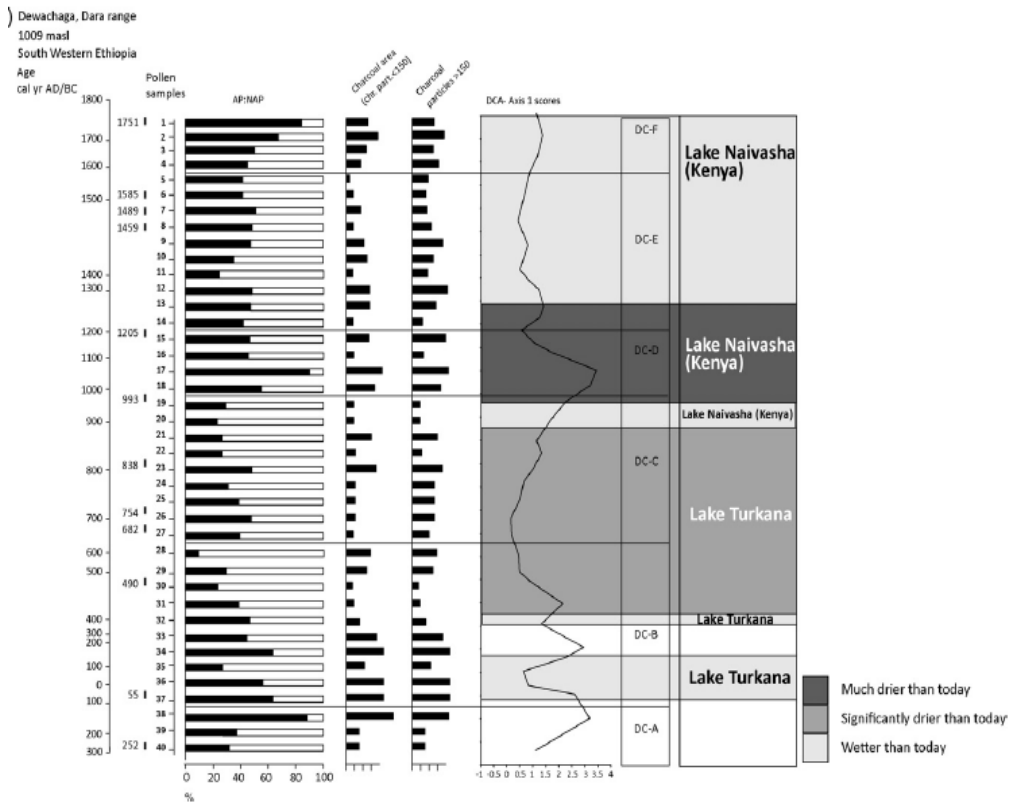 )
Dewachaga, Dara range
1009 masl
South Western Ethiopia
Age
cal yr AD/BC
Pollen
samples
AP:NAP
Charcoal area
(chr. part.<150)
Charcoal
particles >150
DCA- Axis 1 scores
1800
1700
1600
1500
1400
1300
1200
1100
1000
900
800
700
600
500
400
300
200
100
0
100
200
300
1751
1585
1489
1459
1205
993
838
754
682
490
55
252
1
2
3
4
5
6
7
8
9
10
11
12
13
14
15
16
17
18
19
20
21
22
23
24
25
26
27
28
29
30
31
32
33
34
35
36
37
38
39
40
DC-F
DC-E
DC-D
DC-C
DC-B
DC-A
Lake Naivasha
(Kenya)
Lake Naivasha
(Kenya)
Lake Naivasha (Kenya)
Lake Turkana
Lake Turkana
Lake Turkana
Much drier than today
Significantly drier than today
Wetter than today
0 20 40 60 80 100
%
-1 -0.5 0 0.5 1 1.5 2 2.5 3 3.5 4